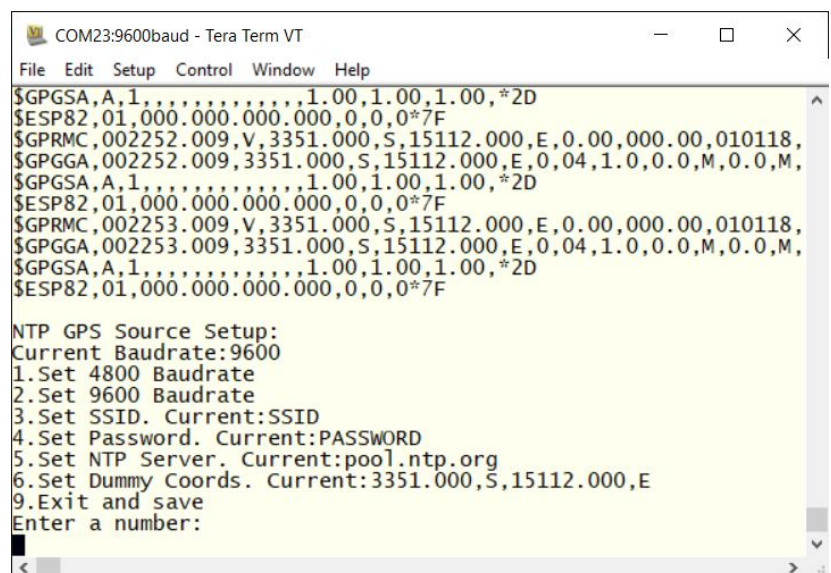 COM23:9600baud - Tera Term VT
File Edit Setup Control Window Help
$GPGSA,A,1,,,,,,,,,,,,,1.00,1.00,1.00,*2D
$ESP82,01,000.000.000.000,0,0,0*7F
$GPRMC,002252.009,V,3351.000,S,15112.000,E,0.00,000.00,010118,
$GPGGA,002252.009,3351.000,S,15112.000,E,0,04,1.0,0.0,M,0.0,M,
$GPGSA,A,1,,,,,,,,,,,,,1.00,1.00,1.00,*2D
$ESP82,01,000.000.000.000,0,0,0*7F
$GPRMC,002253.009,V,3351.000,S,15112.000,E,0.00,000.00,010118,
$GPGGA,002253.009,3351.000,S,15112.000,E,0,04,1.0,0.0,M,0.0,M,
$GPGSA,A,1,,,,,,,,,,,,,1.00,1.00,1.00,*2D
$ESP82,01,000.000.000.000,0,0,0*7F
NTP GPS Source Setup:
Current Baudrate:9600
1.Set 4800 Baudrate
2.Set 9600 Baudrate
3.Set SSID. Current:SSID
4.Set Password. Current:PASSWORD
5.Set NTP Server. Current:pool.ntp.org
6.Set Dummy Coords. Current:3351.000,S,15112.000,E
9.Exit and save
Enter a number: